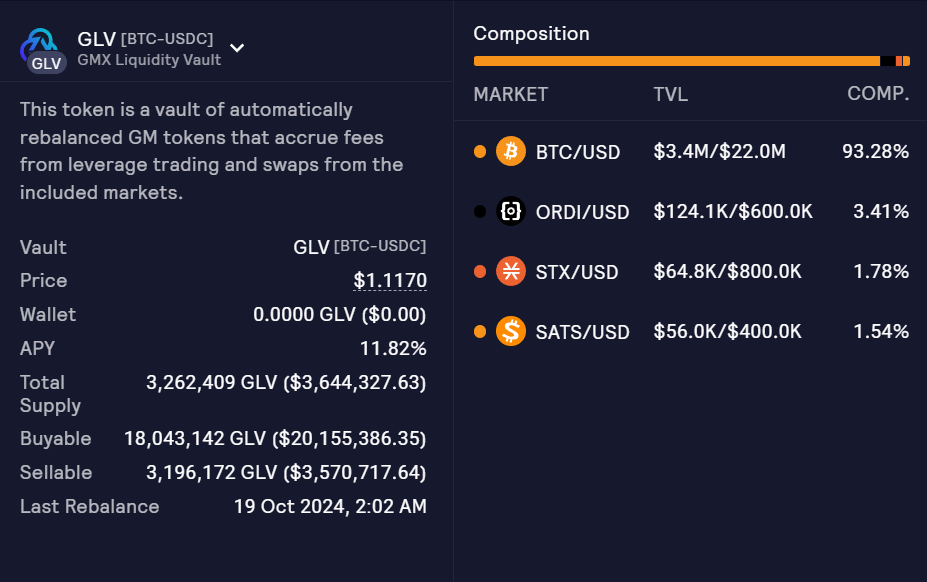 GLV [BTC-USDC]
GMX Liquidity Vault
GLV
This token is a vault of automatically
rebalanced GM tokens that accrue fees
from leverage trading and swaps from the
included markets.
Vault GLV [BTC-USDC]
Price $1.1170
Wallet 0.0000 GLV ($0.00)
APY 11.82%
Total Supply 3,262,409 GLV ($3,644,327.63)
Buyable 18,043,142 GLV ($20,155,386.35)
Sellable 3,196,172 GLV ($3,570,717.64)
Last Rebalance 19 Oct 2024, 2:02 AM
Composition
MARKET TVL COMP.
BTC/USD $3.4M/$22.0M 93.28%
ORDI/USD $124.1K/$600.0K 3.41%
STX/USD $64.8K/$800.0K 1.78%
SATS/USD $56.0K/$400.0K 1.54%